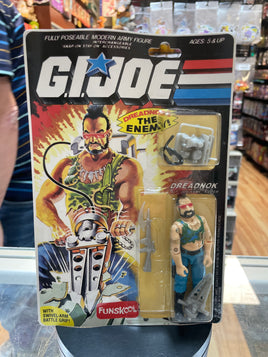 FULLY POSEABLE MODERN ARMY FIGURE
INTERCHANGEABLE
SNAP-ON STEP-ON ACCESSORIES
AGES: 5 & UP
G.I.JOE
DREADNOK
THE ENEMY!
DREADNOK
WITH
SWIVEL-ARM
BATTLE GRIP!
FUNSKOOL